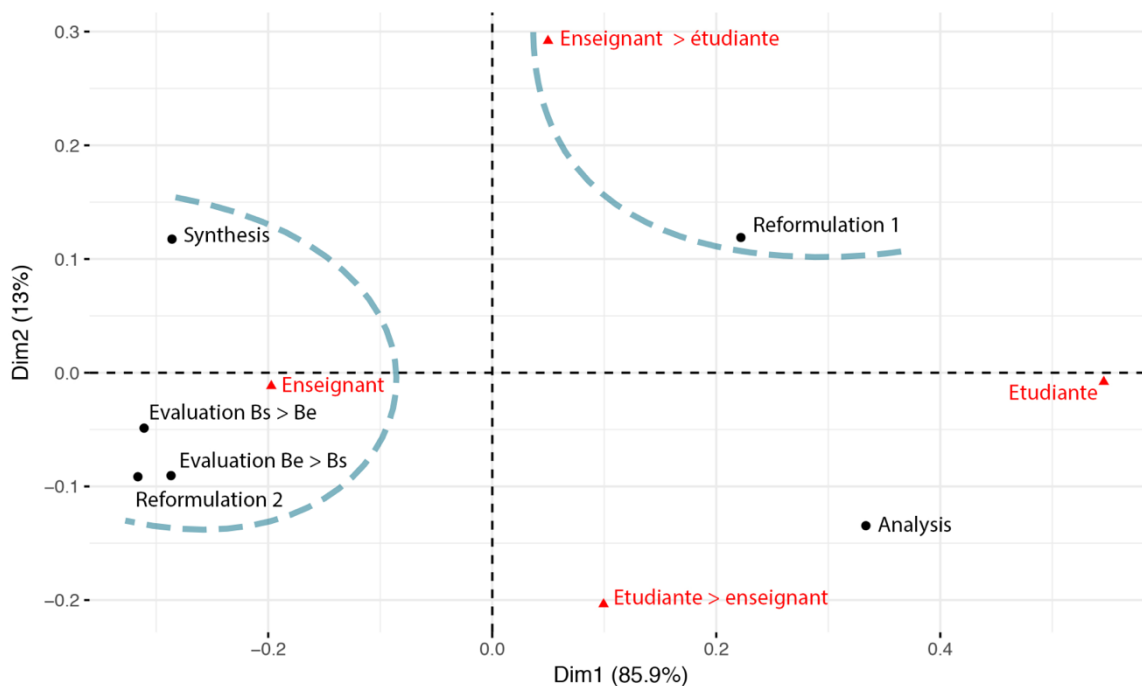 0.3
Enseignant > étudiante
0.2
Reformulation 1
Synthesis
0.1
Dim2 (13%)
0.0
Enseignant
Etudiante
Evaluation Bs > Be
Evaluation Be > Bs
−0.1
Reformulation 2
Analysis
−0.2
Etudiante > enseignant
−0.2 0.0 0.2 0.4
Dim1 (85.9%)